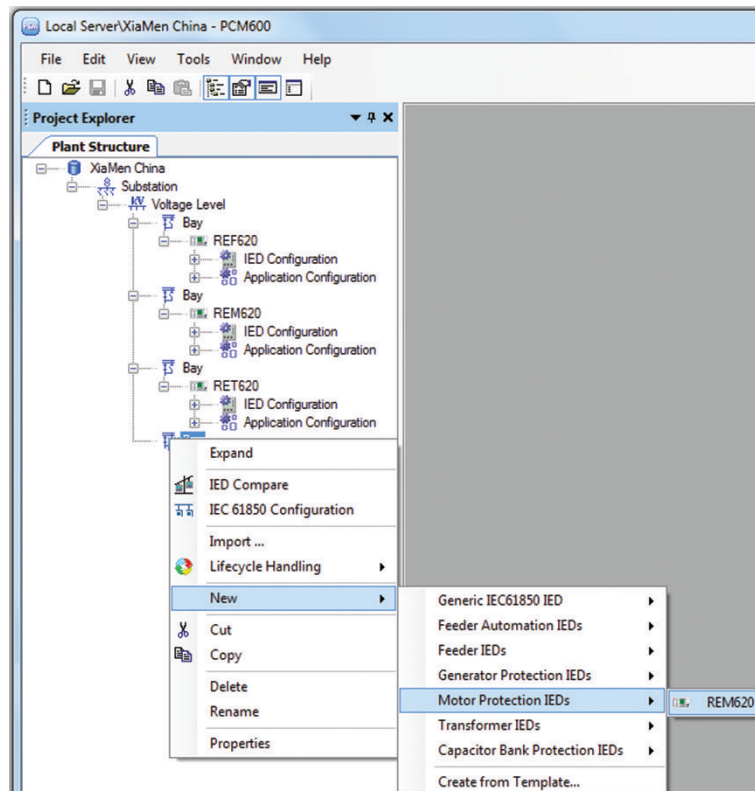 Local Server\XiaMen China - PCM600
File Edit View Tools Window Help
Project Explorer
Plant Structure
XiaMen China
Substation
Voltage Level
Bay
REF620
IED Configuration
Application Configuration
Bay
REM620
IED Configuration
Application Configuration
Bay
RET620
IED Configuration
Application Configuration
Expand
IED Compare
IEC 61850 Configuration
Import ...
Lifecycle Handling
New
Cut
Copy
Delete
Rename
Properties
Generic IEC61850 IED
Feeder Automation IEDs
Feeder IEDs
Generator Protection IEDs
Motor Protection IEDs
Transformer IEDs
Capacitor Bank Protection IEDs
Create from Template...
REM620